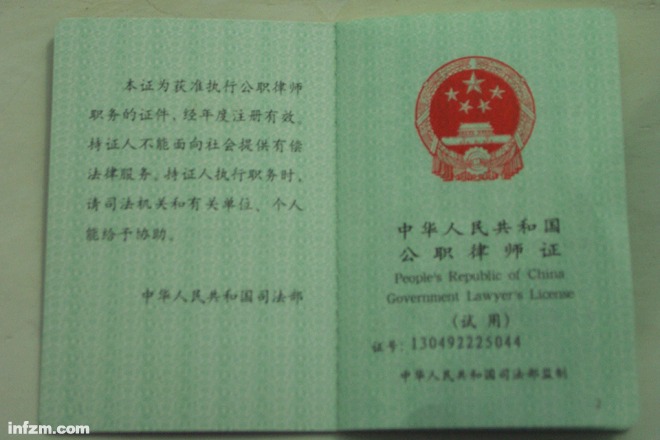 本证为获准执行公职律师
职务的证件，经年度注册有效。
持证人不能面向社会提供有偿
法律服务。持证人执行职务时，
请司法机关和有关单位、个人
能给予协助。
中华人民共和国司法部
中华人民共和国
公职律师证
People's Republic of China
Government Lawyer's License
（试用）
证号：130492225044
中华人民共和国司法部监制
1
2
infzm.com